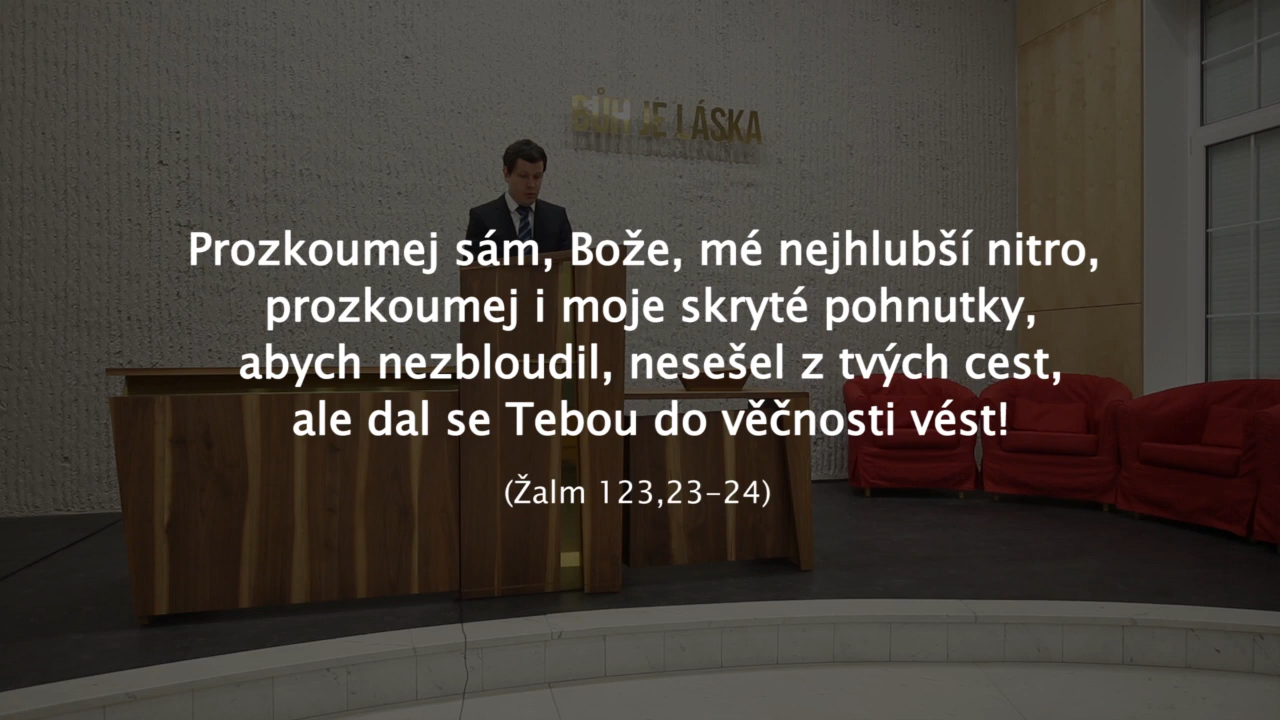 BŮH JE LÁSKA
Prozkoumej sám, Bože, mé nejhlubší nitro,
prozkoumej i moje skryté pohnutky,
abych nezbloudil, nesešel z tvých cest,
ale dal se Tebou do věčnosti vést!
(Žalm 123,23–24)